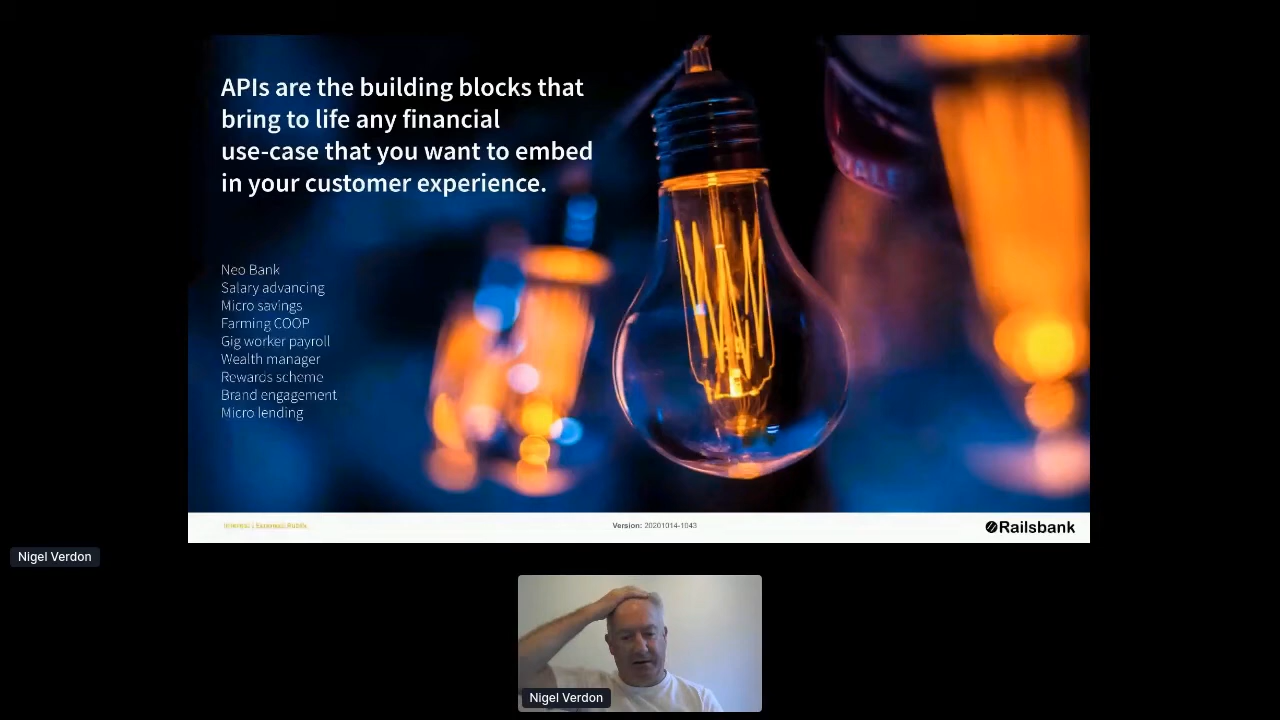 APIs are the building blocks that
bring to life any financial
use-case that you want to embed
in your customer experience.
Neo Bank
Salary advancing
Micro savings
Farming COOP
Gig worker payroll
Wealth manager
Rewards scheme
Brand engagement
Micro lending
Version: 20201014-1043
Railsbank
Nigel Verdon
Nigel Verdon